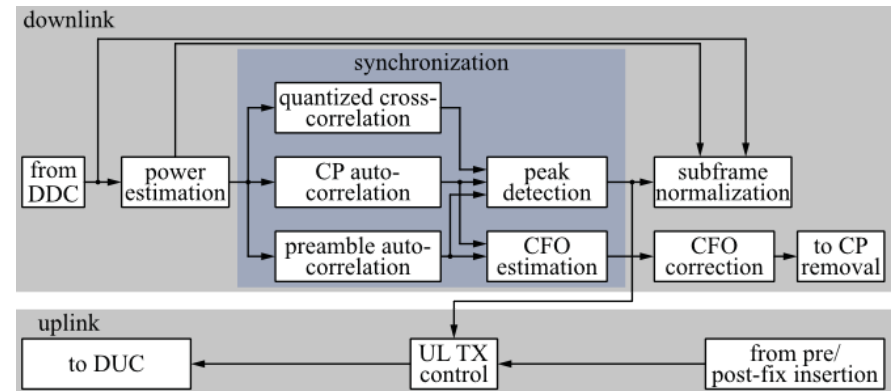 downlink
synchronization
quantized cross-
correlation
from
DDC
power
estimation
CP auto-
correlation
peak
detection
subframe
normalization
preamble auto-
correlation
CFO
estimation
CFO
correction
to CP
removal
uplink
to DUC
UL TX
control
from pre/
post-fix insertion